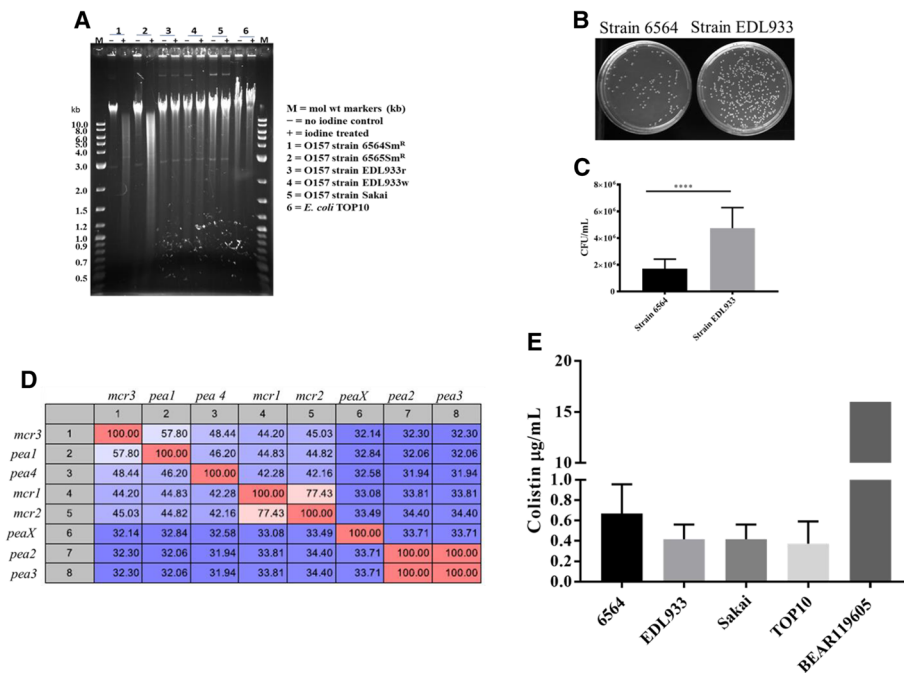 A
M 1 2 3 4 5 6 M
− + − + − + − + − + − +
kb
10.0
8.0
6.0
5.0
4.0
3.0
2.0
1.5
1.2
1.0
0.9
0.7
0.5
M = mol wt markers (kb)
− = no iodine control
+ = iodine treated
1 = O157 strain 6564Smᴿ
2 = O157 strain 6565Smᴿ
3 = O157 strain EDL933r
4 = O157 strain EDL933w
5 = O157 strain Sakai
6 = E. coli TOP10
B
Strain 6564 Strain EDL933
C
****
CFU/mL
8×10⁶
6×10⁶
4×10⁶
2×10⁶
0
Strain 6564
Strain EDL933
D
mcr3 pea1 pea 4 mcr1 mcr2 peaX pea2 pea3
1 2 3 4 5 6 7 8
mcr3 1 100.00 57.80 48.44 44.20 45.03 32.14 32.30 32.30
pea1 2 57.80 100.00 46.20 44.83 44.82 32.84 32.06 32.06
pea4 3 48.44 46.20 100.00 42.28 42.16 32.58 31.94 31.94
mcr1 4 44.20 44.83 42.28 100.00 77.43 33.08 33.81 33.81
mcr2 5 45.03 44.82 42.16 77.43 100.00 33.49 34.40 34.40
peaX 6 32.14 32.84 32.58 33.08 33.49 100.00 33.71 33.71
pea2 7 32.30 32.06 31.94 33.81 34.40 33.71 100.00 100.00
pea3 8 32.30 32.06 31.94 33.81 34.40 33.71 100.00 100.00
E
Colistin µg/mL
20
15
10
1.0
0.8
0.6
0.4
0.2
0.0
6564
EDL933
Sakai
TOP10
BEAR119605